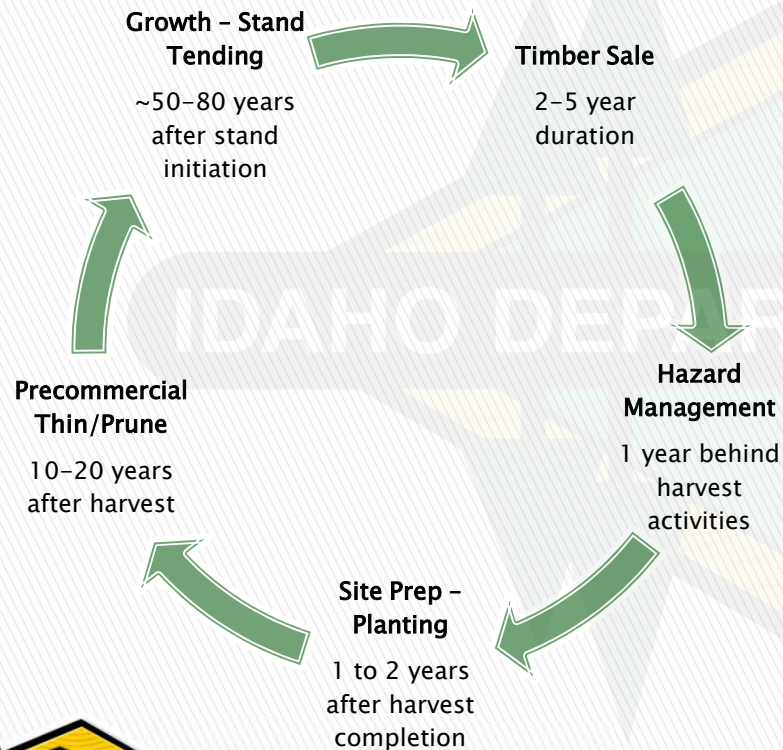 Growth – Stand
Tending
~50–80 years
after stand
initiation
Timber Sale
2–5 year
duration
Hazard
Management
1 year behind
harvest
activities
Site Prep –
Planting
1 to 2 years
after harvest
completion
Precommercial
Thin/Prune
10–20 years
after harvest
IDAHO DEPAR